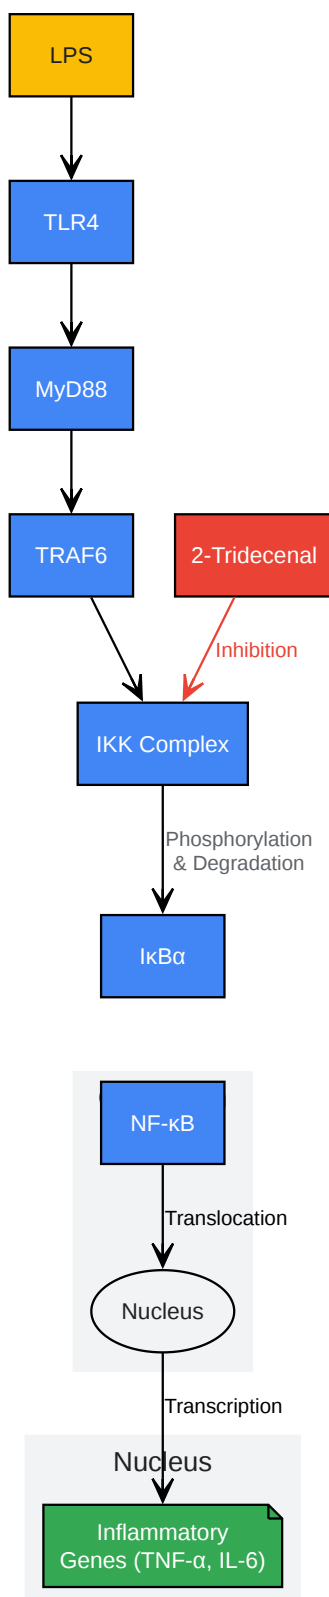 LPS
TLR4
MyD88
TRAF6
2-Tridecenal
Inhibition
IKK Complex
Phosphorylation
& Degradation
IκBα
NF-κB
Translocation
Nucleus
Transcription
Nucleus
Inflammatory
Genes (TNF-α, IL-6)